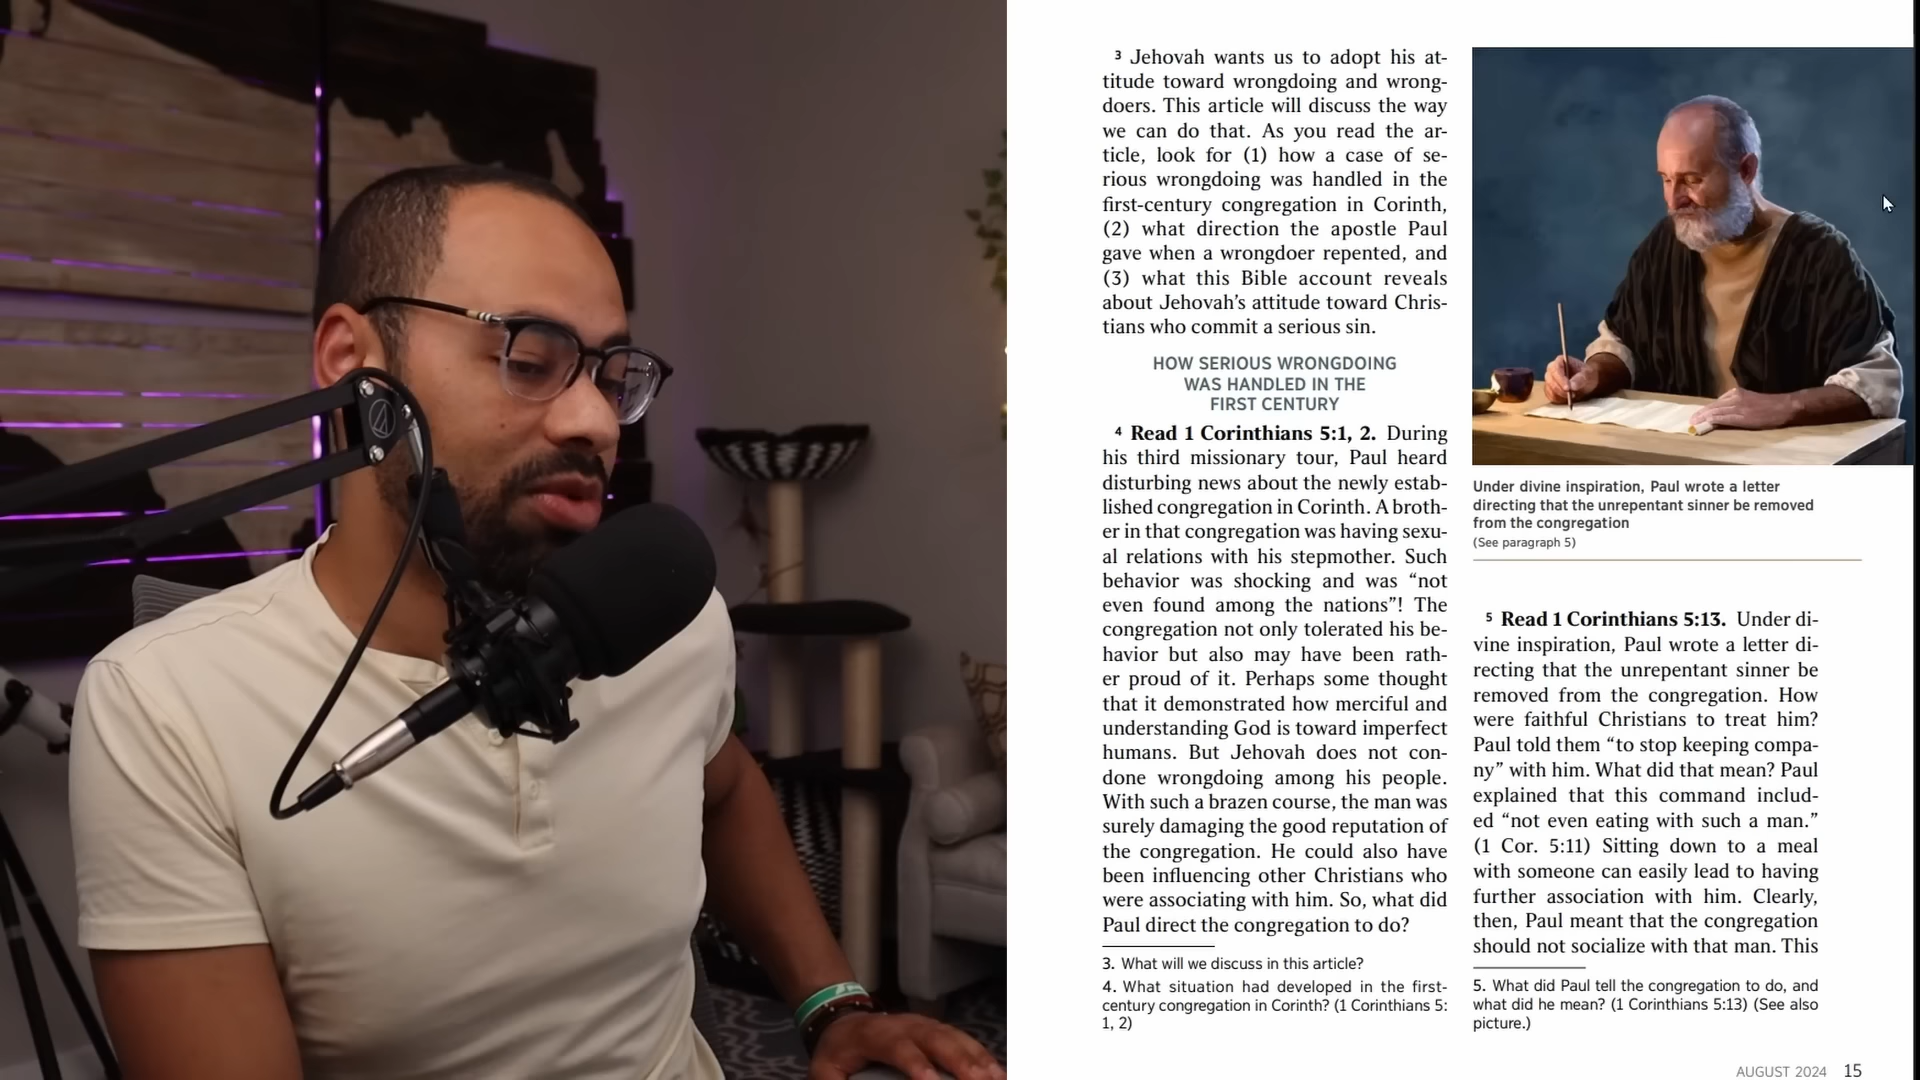 3 Jehovah wants us to adopt his at-
titude toward wrongdoing and wrong-
doers. This article will discuss the way
we can do that. As you read the ar-
ticle, look for (1) how a case of se-
rious wrongdoing was handled in the
first-century congregation in Corinth,
(2) what direction the apostle Paul
gave when a wrongdoer repented, and
(3) what this Bible account reveals
about Jehovah’s attitude toward Chris-
tians who commit a serious sin.
HOW SERIOUS WRONGDOING
WAS HANDLED IN THE
FIRST CENTURY
4 Read 1 Corinthians 5:1, 2. During
his third missionary tour, Paul heard
disturbing news about the newly estab-
lished congregation in Corinth. A broth-
er in that congregation was having sexu-
al relations with his stepmother. Such
behavior was shocking and was “not
even found among the nations”! The
congregation not only tolerated his be-
havior but also may have been rath-
er proud of it. Perhaps some thought
that it demonstrated how merciful and
understanding God is toward imperfect
humans. But Jehovah does not con-
done wrongdoing among his people.
With such a brazen course, the man was
surely damaging the good reputation of
the congregation. He could also have
been influencing other Christians who
were associating with him. So, what did
Paul direct the congregation to do?
3. What will we discuss in this article?
4. What situation had developed in the first-
century congregation in Corinth? (1 Corinthians 5:
1, 2)
Under divine inspiration, Paul wrote a letter
directing that the unrepentant sinner be removed
from the congregation
(See paragraph 5)
5 Read 1 Corinthians 5:13. Under di-
vine inspiration, Paul wrote a letter di-
recting that the unrepentant sinner be
removed from the congregation. How
were faithful Christians to treat him?
Paul told them “to stop keeping compa-
ny” with him. What did that mean? Paul
explained that this command includ-
ed “not even eating with such a man.”
(1 Cor. 5:11) Sitting down to a meal
with someone can easily lead to having
further association with him. Clearly,
then, Paul meant that the congregation
should not socialize with that man. This
5. What did Paul tell the congregation to do, and
what did he mean? (1 Corinthians 5:13) (See also
picture.)
AUGUST 2024 15